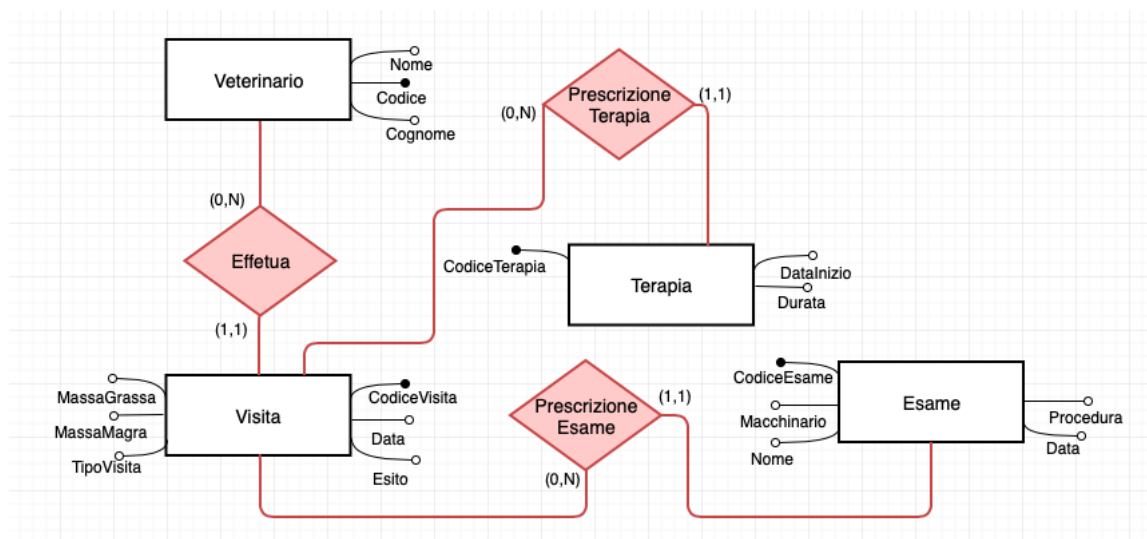 Veterinario
Nome
Codice
Cognome
(0,N)
Effetua
(1,1)
Prescrizione
Terapia
(0,N)
(1,1)
CodiceTerapia
Terapia
DataInizio
Durata
MassaGrassa
MassaMagra
TipoVisita
Visita
CodiceVisita
Data
Esito
Prescrizione
Esame
(1,1)
(0,N)
CodiceEsame
Macchinario
Nome
Esame
Procedura
Data